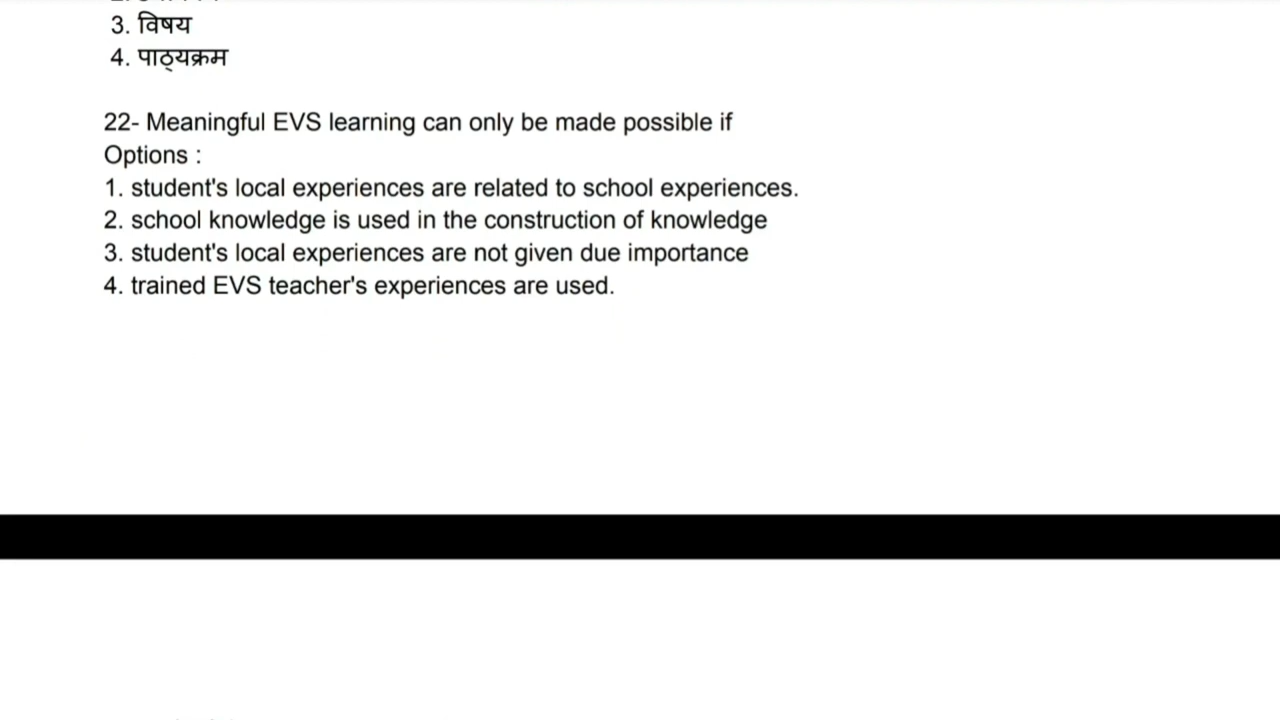 3. विषय
4. पाठ्यक्रम
22- Meaningful EVS learning can only be made possible if
Options :
1. student's local experiences are related to school experiences.
2. school knowledge is used in the construction of knowledge
3. student's local experiences are not given due importance
4. trained EVS teacher's experiences are used.